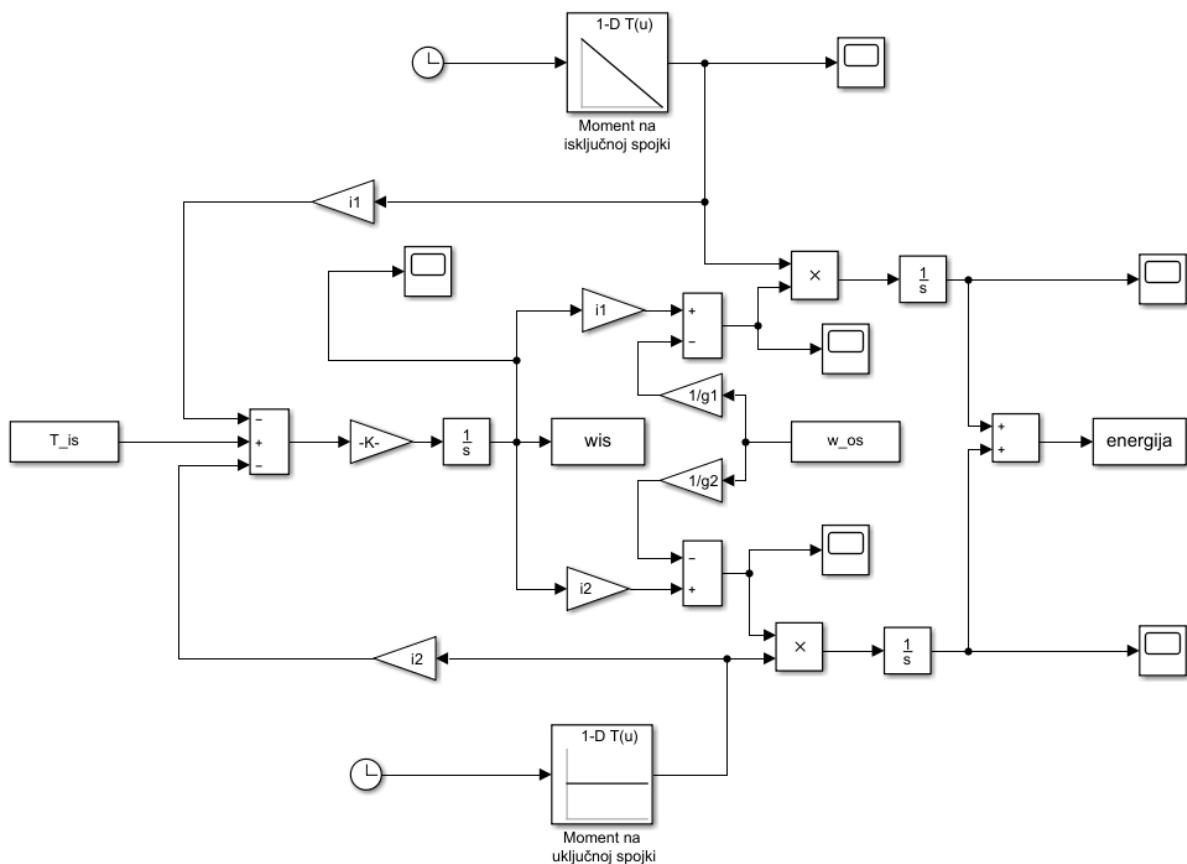 1-D T(u)
Moment na
isključnoj spojki
i1
×
1
s
i1
+
−
1/g1
−
+
−
T_is
-K-
1
s
wis
w_os
+
+
energija
1/g2
−
+
i2
i2
×
1
s
1-D T(u)
Moment na
uključnoj spojki